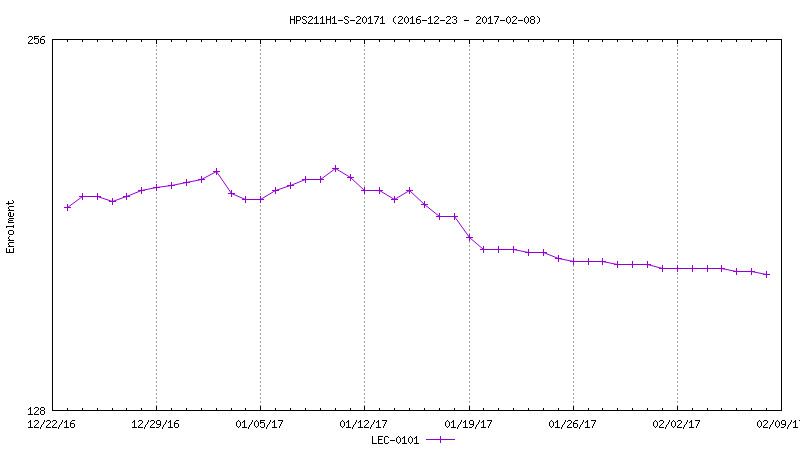 HPS211H1-S-20171 (2016-12-23 - 2017-02-08)
256
Enrolment
128
12/22/16 12/29/16 01/05/17 01/12/17 01/19/17 01/26/17 02/02/17 02/09/17
LEC-0101